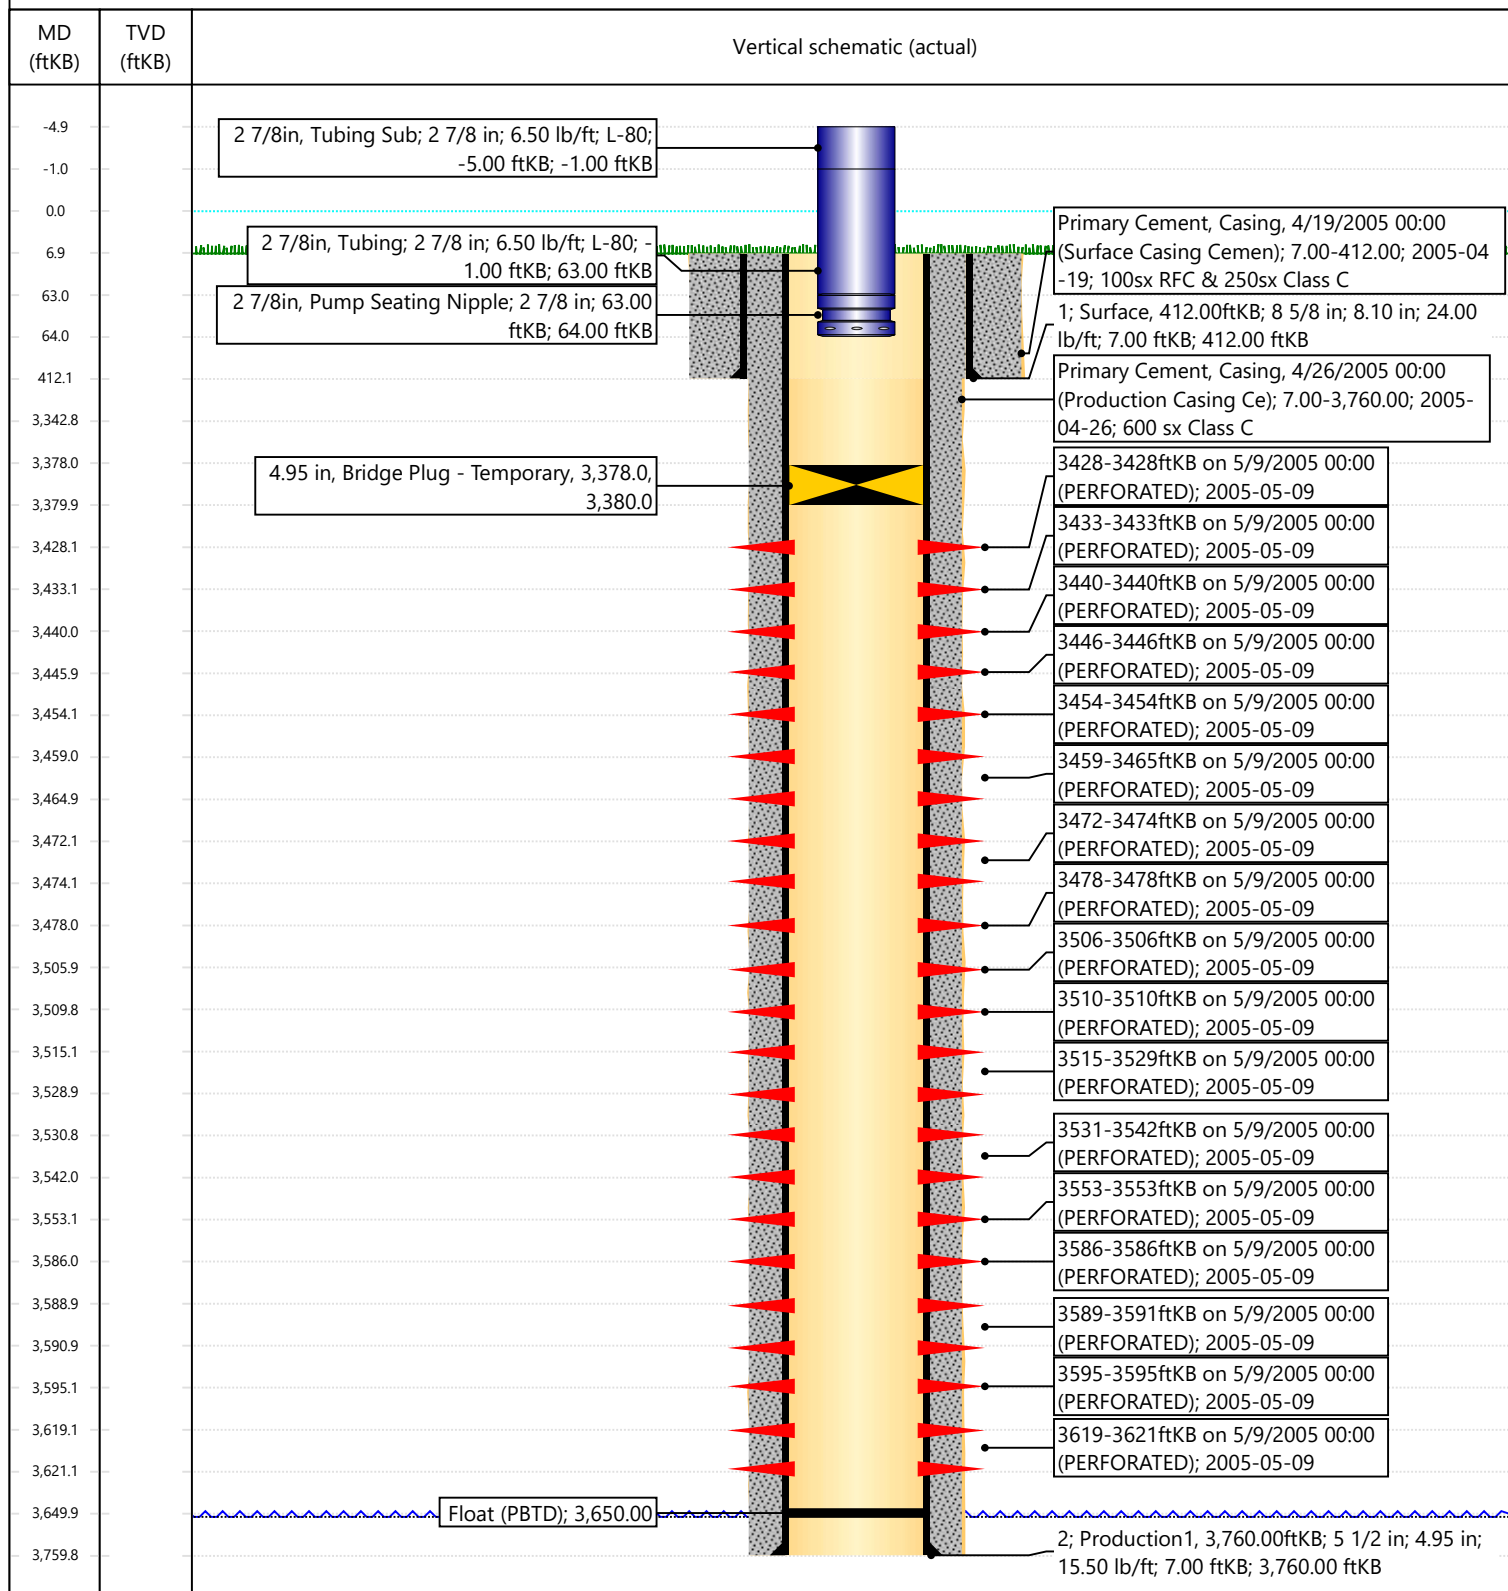 MD
(ftKB)
TVD
(ftKB)
Vertical schematic (actual)
-4.9
-1.0
0.0
6.9
63.0
64.0
412.1
3,342.8
3,378.0
3,379.9
3,428.1
3,433.1
3,440.0
3,445.9
3,454.1
3,459.0
3,464.9
3,472.1
3,474.1
3,478.0
3,505.9
3,509.8
3,515.1
3,528.9
3,530.8
3,542.0
3,553.1
3,586.0
3,588.9
3,590.9
3,595.1
3,619.1
3,621.1
3,649.9
3,759.8
2 7/8in, Tubing Sub; 2 7/8 in; 6.50 lb/ft; L-80;
-5.00 ftKB; -1.00 ftKB
2 7/8in, Tubing; 2 7/8 in; 6.50 lb/ft; L-80; -
1.00 ftKB; 63.00 ftKB
2 7/8in, Pump Seating Nipple; 2 7/8 in; 63.00
ftKB; 64.00 ftKB
4.95 in, Bridge Plug - Temporary, 3,378.0,
3,380.0
Float (PBTD); 3,650.00
Primary Cement, Casing, 4/19/2005 00:00
(Surface Casing Cemen); 7.00-412.00; 2005-04
-19; 100sx RFC & 250sx Class C
1; Surface, 412.00ftKB; 8 5/8 in; 8.10 in; 24.00
lb/ft; 7.00 ftKB; 412.00 ftKB
Primary Cement, Casing, 4/26/2005 00:00
(Production Casing Ce); 7.00-3,760.00; 2005-
04-26; 600 sx Class C
3428-3428ftKB on 5/9/2005 00:00
(PERFORATED); 2005-05-09
3433-3433ftKB on 5/9/2005 00:00
(PERFORATED); 2005-05-09
3440-3440ftKB on 5/9/2005 00:00
(PERFORATED); 2005-05-09
3446-3446ftKB on 5/9/2005 00:00
(PERFORATED); 2005-05-09
3454-3454ftKB on 5/9/2005 00:00
(PERFORATED); 2005-05-09
3459-3465ftKB on 5/9/2005 00:00
(PERFORATED); 2005-05-09
3472-3474ftKB on 5/9/2005 00:00
(PERFORATED); 2005-05-09
3478-3478ftKB on 5/9/2005 00:00
(PERFORATED); 2005-05-09
3506-3506ftKB on 5/9/2005 00:00
(PERFORATED); 2005-05-09
3510-3510ftKB on 5/9/2005 00:00
(PERFORATED); 2005-05-09
3515-3529ftKB on 5/9/2005 00:00
(PERFORATED); 2005-05-09
3531-3542ftKB on 5/9/2005 00:00
(PERFORATED); 2005-05-09
3553-3553ftKB on 5/9/2005 00:00
(PERFORATED); 2005-05-09
3586-3586ftKB on 5/9/2005 00:00
(PERFORATED); 2005-05-09
3589-3591ftKB on 5/9/2005 00:00
(PERFORATED); 2005-05-09
3595-3595ftKB on 5/9/2005 00:00
(PERFORATED); 2005-05-09
3619-3621ftKB on 5/9/2005 00:00
(PERFORATED); 2005-05-09
2; Production1, 3,760.00ftKB; 5 1/2 in; 4.95 in;
15.50 lb/ft; 7.00 ftKB; 3,760.00 ftKB